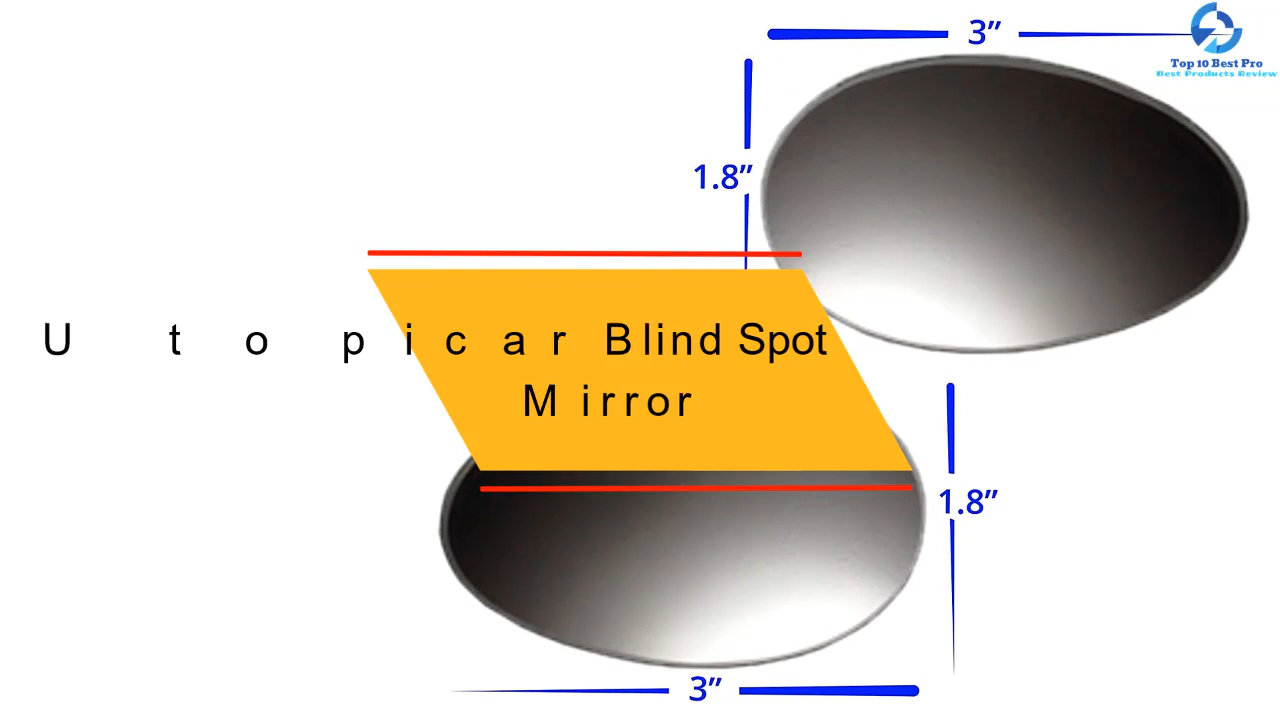 3”
Top 10 Best Pro
Best Products Review
1.8”
Utopicar Blind Spot
Mirror
1.8”
3”